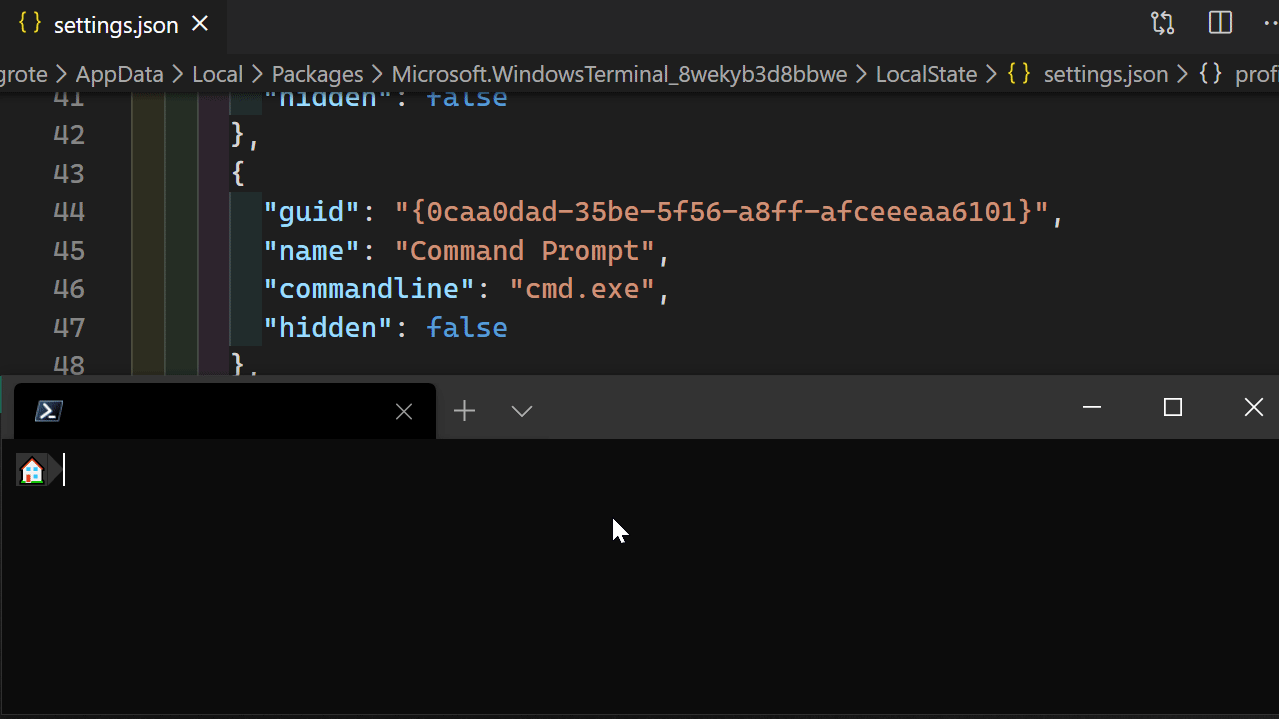 {} settings.json
grote > AppData > Local > Packages > Microsoft.WindowsTerminal_8wekyb3d8bbwe > LocalState > {} settings.json > {} profi
41 "hidden": false
42 },
43 {
44 "guid": "{0caa0dad-35be-5f56-a8ff-afceeeaa6101}",
45 "name": "Command Prompt",
46 "commandline": "cmd.exe",
47 "hidden": false
48 },